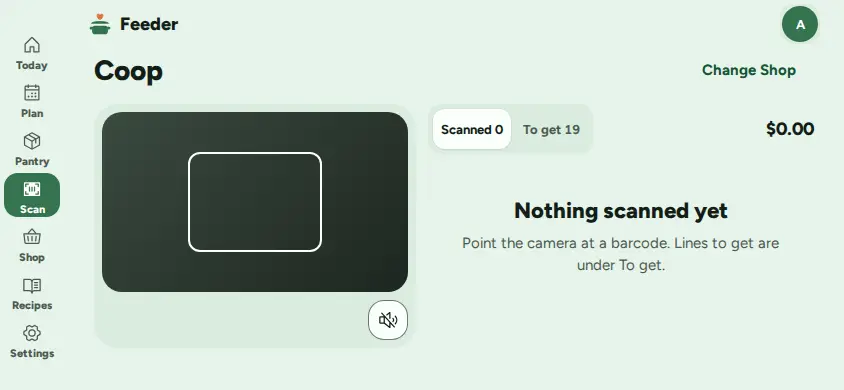 Feeder
A
Today
Plan
Pantry
Scan
Shop
Recipes
Settings
Coop
Change Shop
Scanned 0
To get 19
$0.00
Nothing scanned yet
Point the camera at a barcode. Lines to get are
under To get.